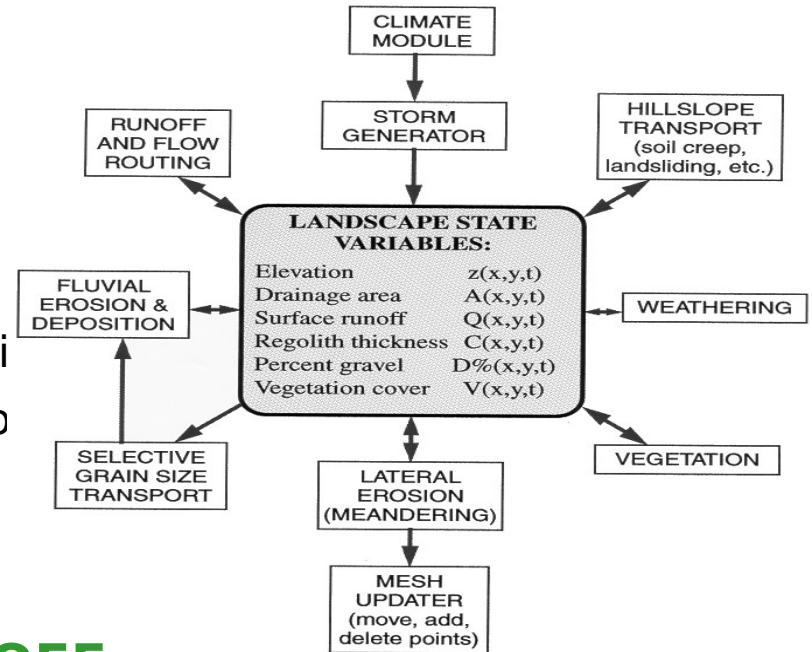 CLIMATE
MODULE
STORM
GENERATOR
RUNOFF
AND FLOW
ROUTING
HILLSLOPE
TRANSPORT
(soil creep,
landsliding, etc.)
LANDSCAPE STATE
VARIABLES:
Elevation z(x,y,t)
Drainage area A(x,y,t)
Surface runoff Q(x,y,t)
Regolith thickness C(x,y,t)
Percent gravel D%(x,y,t)
Vegetation cover V(x,y,t)
FLUVIAL
EROSION &
DEPOSITION
WEATHERING
SELECTIVE
GRAIN SIZE
TRANSPORT
LATERAL
EROSION
(MEANDERING)
VEGETATION
MESH
UPDATER
(move, add,
delete points)